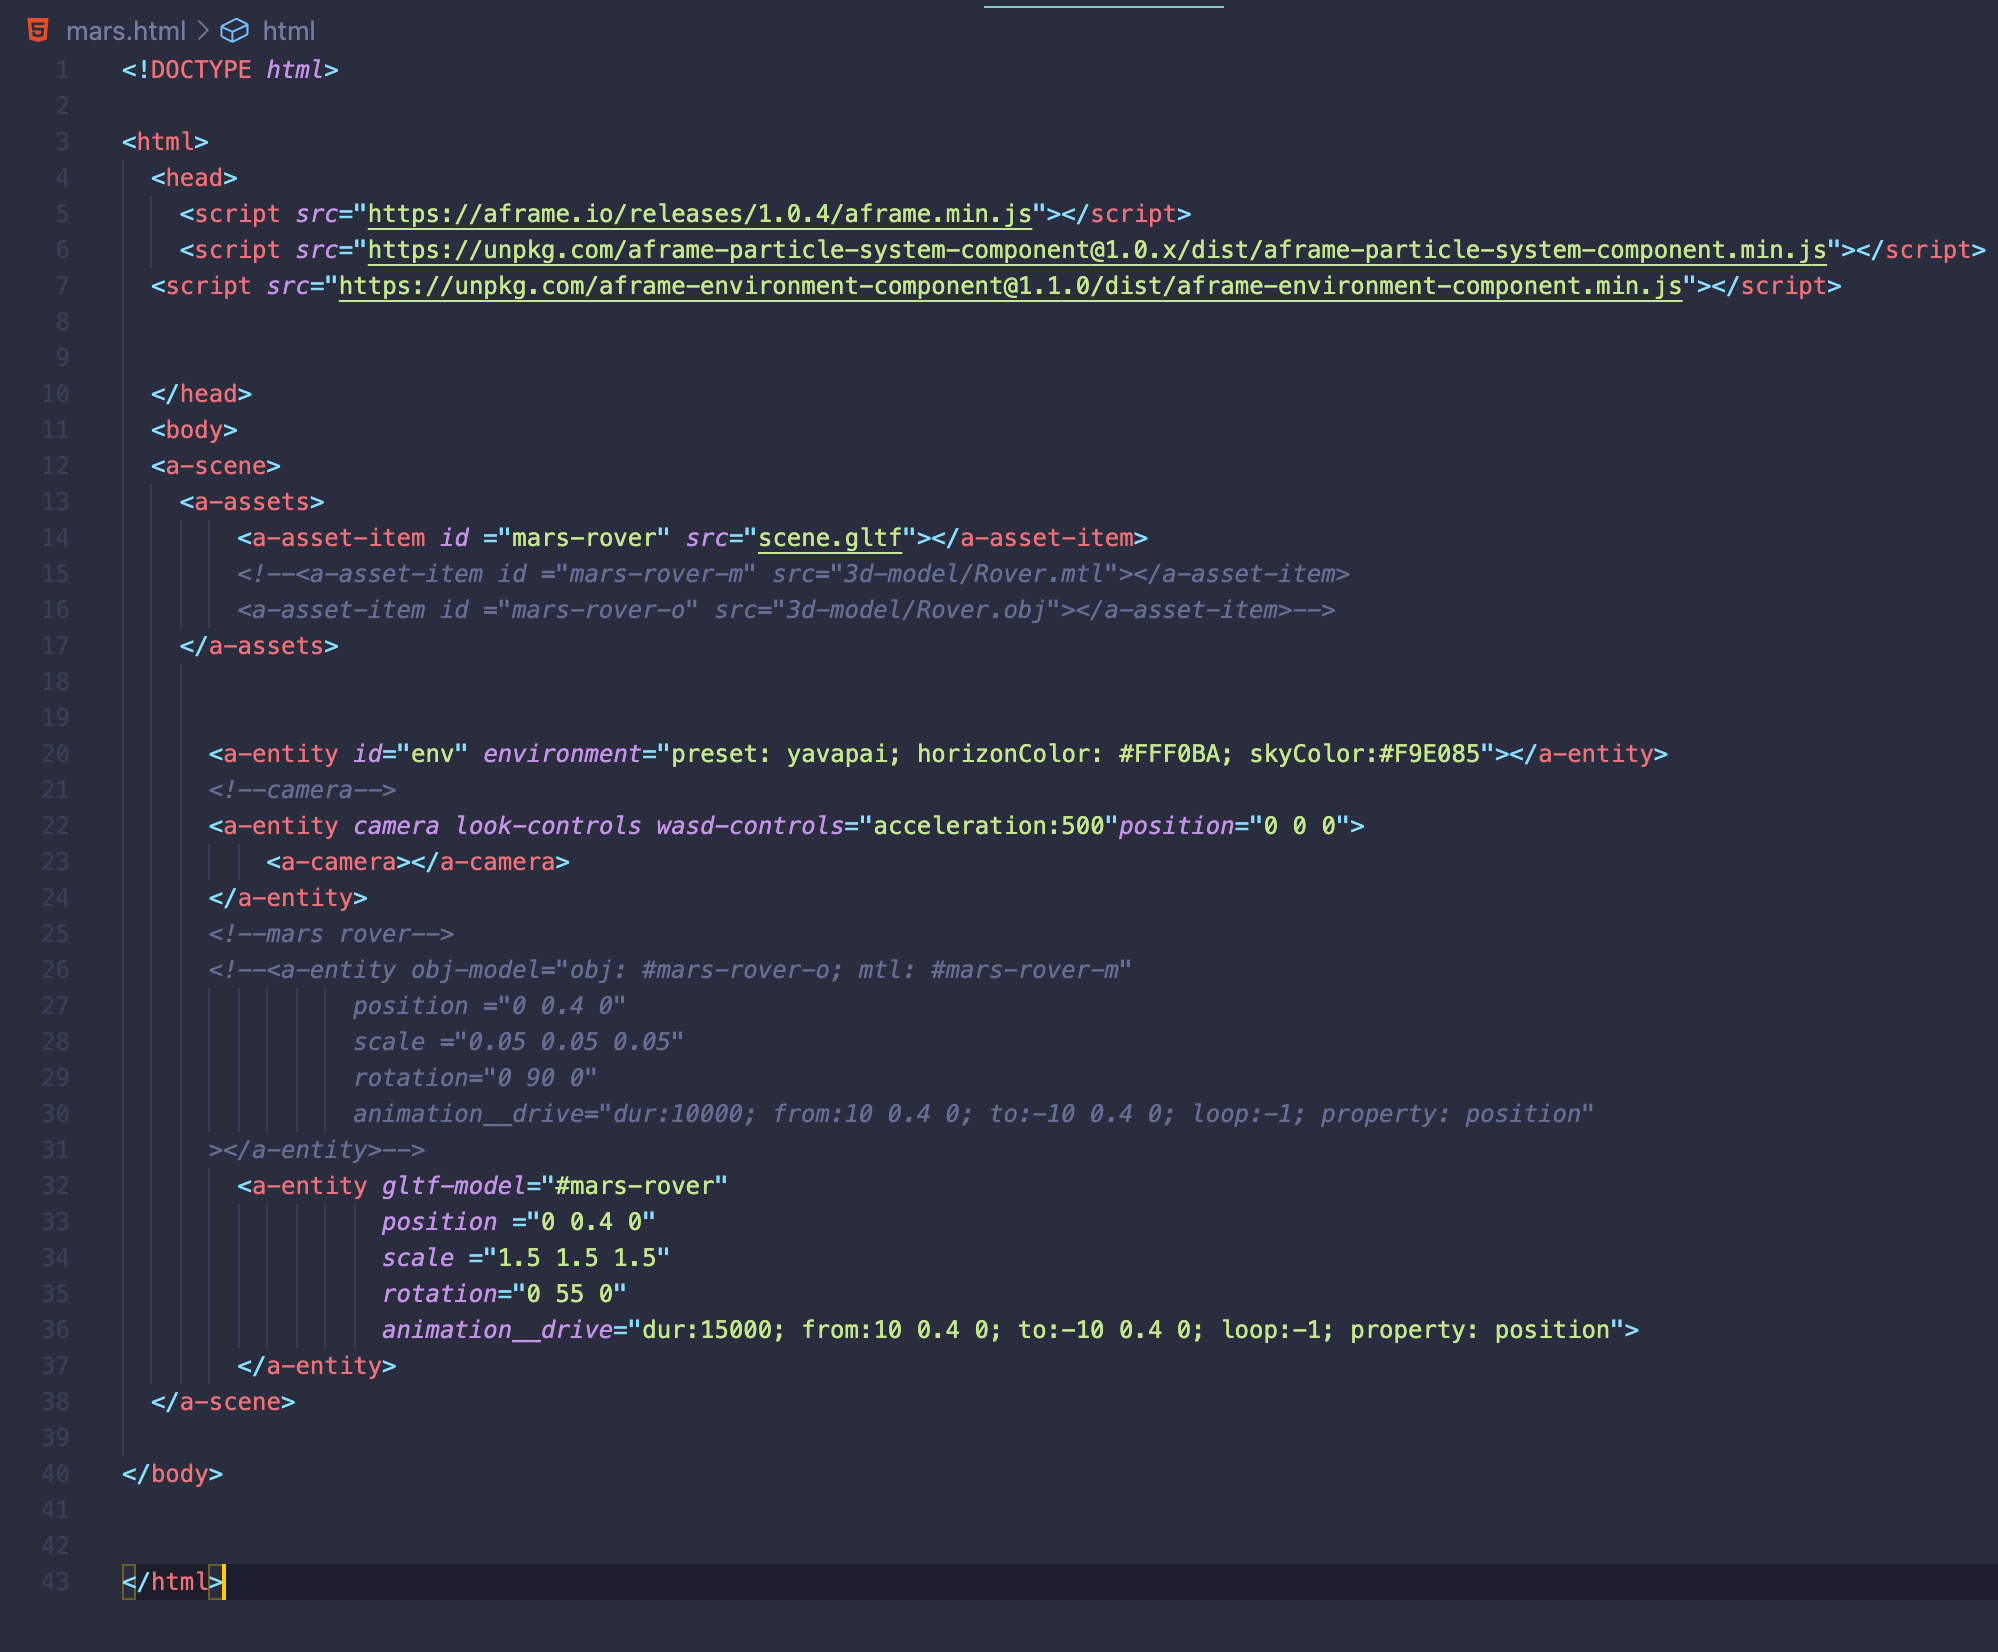 mars.html > html
1 <!DOCTYPE html>
2
3 <html>
4 <head>
5 <script src="https://aframe.io/releases/1.0.4/aframe.min.js"></script>
6 <script src="https://unpkg.com/aframe-particle-system-component@1.0.x/dist/aframe-particle-system-component.min.js"></script>
7 <script src="https://unpkg.com/aframe-environment-component@1.1.0/dist/aframe-environment-component.min.js"></script>
8
9
10 </head>
11 <body>
12 <a-scene>
13 <a-assets>
14 <a-asset-item id ="mars-rover" src="scene.gltf"></a-asset-item>
15 <!--<a-asset-item id ="mars-rover-m" src="3d-model/Rover.mtl"></a-asset-item>
16 <a-asset-item id ="mars-rover-o" src="3d-model/Rover.obj"></a-asset-item>-->
17 </a-assets>
18
19
20 <a-entity id="env" environment="preset: yavapai; horizonColor: #FFF0BA; skyColor:#F9E085"></a-entity>
21 <!--camera-->
22 <a-entity camera look-controls wasd-controls="acceleration:500"position="0 0 0">
23 <a-camera></a-camera>
24 </a-entity>
25 <!--mars rover-->
26 <!--<a-entity obj-model="obj: #mars-rover-o; mtl: #mars-rover-m"
27 position ="0 0.4 0"
28 scale ="0.05 0.05 0.05"
29 rotation="0 90 0"
30 animation__drive="dur:10000; from:10 0.4 0; to:-10 0.4 0; loop:-1; property: position"
31 ></a-entity>-->
32 <a-entity gltf-model="#mars-rover"
33 position ="0 0.4 0"
34 scale ="1.5 1.5 1.5"
35 rotation="0 55 0"
36 animation__drive="dur:15000; from:10 0.4 0; to:-10 0.4 0; loop:-1; property: position">
37 </a-entity>
38 </a-scene>
39
40 </body>
41
42
43 </html>